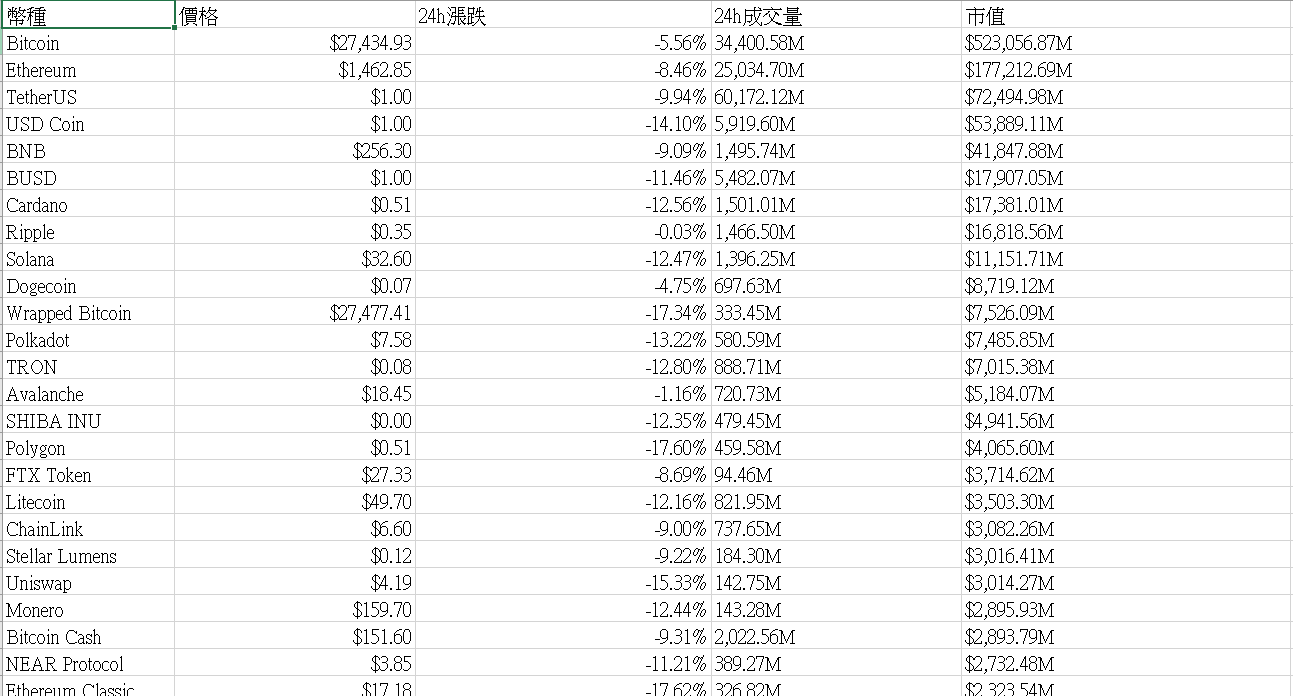 幣種 價格 24h漲跌 24h成交量 市值
Bitcoin $27,434.93 -5.56% 34,400.58M $523,056.87M
Ethereum $1,462.85 -8.46% 25,034.70M $177,212.69M
TetherUS $1.00 -9.94% 60,172.12M $72,494.98M
USD Coin $1.00 -14.10% 5,919.60M $53,889.11M
BNB $256.30 -9.09% 1,495.74M $41,847.88M
BUSD $1.00 -11.46% 5,482.07M $17,907.05M
Cardano $0.51 -12.56% 1,501.01M $17,381.01M
Ripple $0.35 -0.03% 1,466.50M $16,818.56M
Solana $32.60 -12.47% 1,396.25M $11,151.71M
Dogecoin $0.07 -4.75% 697.63M $8,719.12M
Wrapped Bitcoin $27,477.41 -17.34% 333.45M $7,526.09M
Polkadot $7.58 -13.22% 580.59M $7,485.85M
TRON $0.08 -12.80% 888.71M $7,015.38M
Avalanche $18.45 -1.16% 720.73M $5,184.07M
SHIBA INU $0.00 -12.35% 479.45M $4,941.56M
Polygon $0.51 -17.60% 459.58M $4,065.60M
FTX Token $27.33 -8.69% 94.46M $3,714.62M
Litecoin $49.70 -12.16% 821.95M $3,503.30M
ChainLink $6.60 -9.00% 737.65M $3,082.26M
Stellar Lumens $0.12 -9.22% 184.30M $3,016.41M
Uniswap $4.19 -15.33% 142.75M $3,014.27M
Monero $159.70 -12.44% 143.28M $2,895.93M
Bitcoin Cash $151.60 -9.31% 2,022.56M $2,893.79M
NEAR Protocol $3.85 -11.21% 389.27M $2,732.48M
Ethereum Classic $17.18 -17.62% 326.82M $2,323.54M